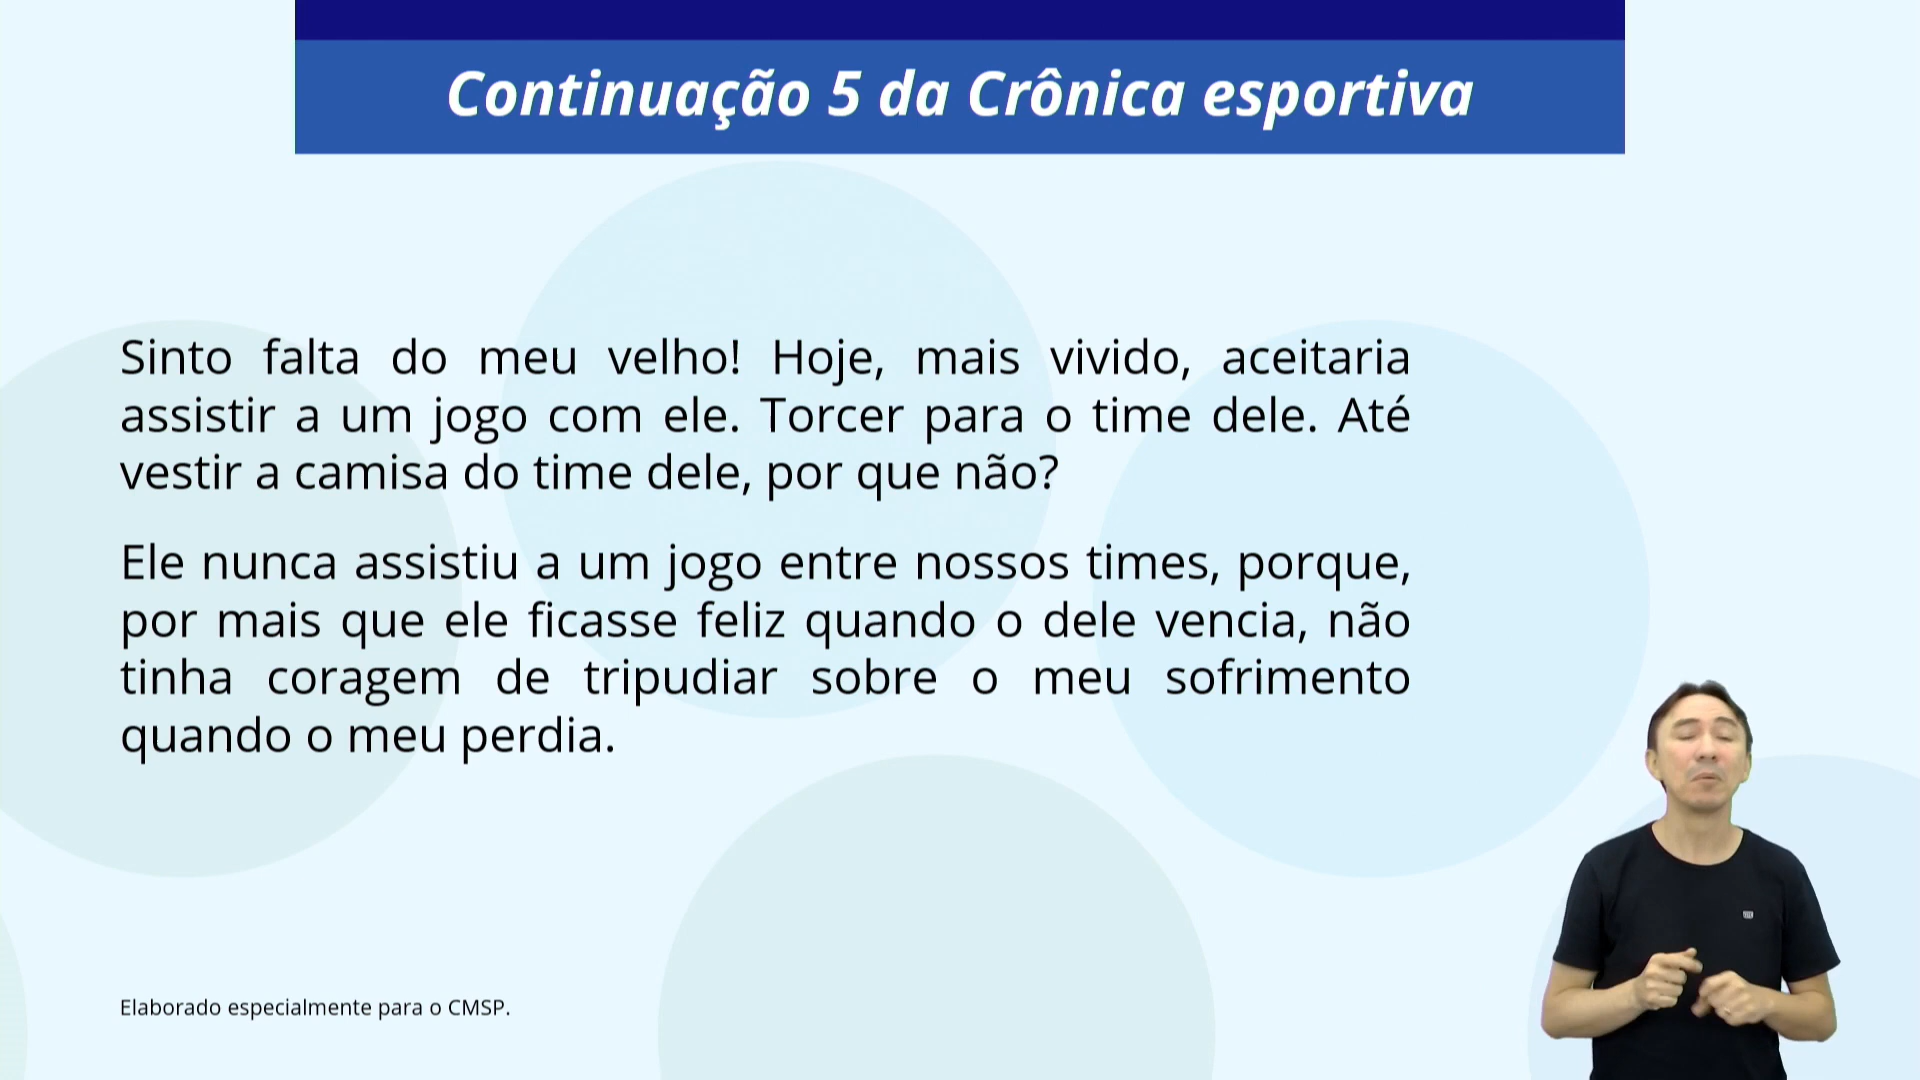 Continuação 5 da Crônica esportiva
Sinto falta do meu velho! Hoje, mais vivido, aceitaria
assistir a um jogo com ele. Torcer para o time dele. Até
vestir a camisa do time dele, por que não?
Ele nunca assistiu a um jogo entre nossos times, porque,
por mais que ele ficasse feliz quando o dele vencia, não
tinha coragem de tripudiar sobre o meu sofrimento
quando o meu perdia.
Elaborado especialmente para o CMSP.